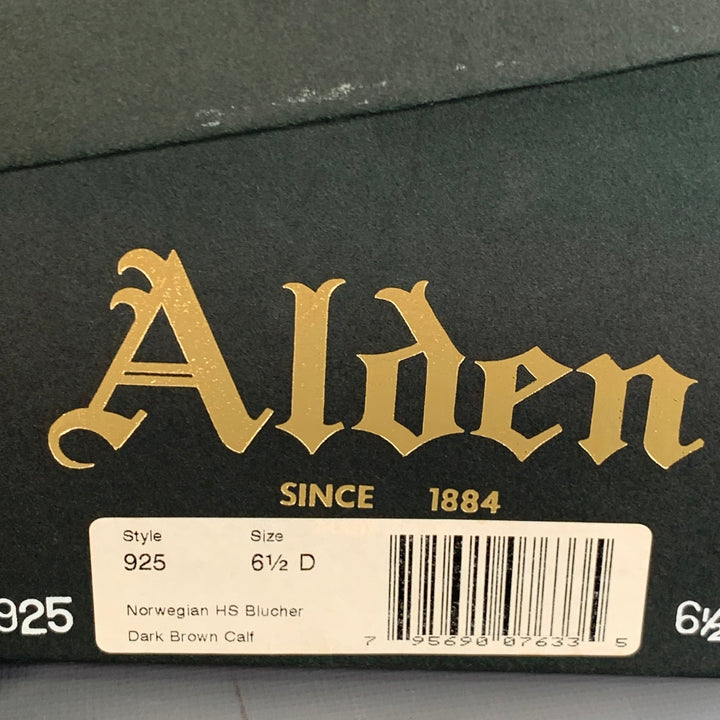 Alden
SINCE 1884
Style Size
925 6½ D
Norwegian HS Blucher
Dark Brown Calf
7 95690 07633 5
925 6½